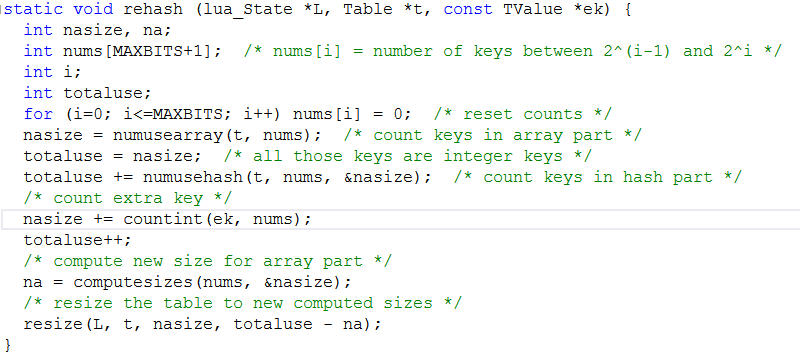 static void rehash (lua_State *L, Table *t, const TValue *ek) {
  int nasize, na;
  int nums[MAXBITS+1];  /* nums[i] = number of keys between 2^(i-1) and 2^i */
  int i;
  int totaluse;
  for (i=0; i<=MAXBITS; i++) nums[i] = 0;  /* reset counts */
  nasize = numusearray(t, nums);  /* count keys in array part */
  totaluse = nasize;  /* all those keys are integer keys */
  totaluse += numusehash(t, nums, &nasize);  /* count keys in hash part */
  /* count extra key */
  nasize += countint(ek, nums);
  totaluse++;
  /* compute new size for array part */
  na = computesizes(nums, &nasize);
  /* resize the table to new computed sizes */
  resize(L, t, nasize, totaluse - na);
}